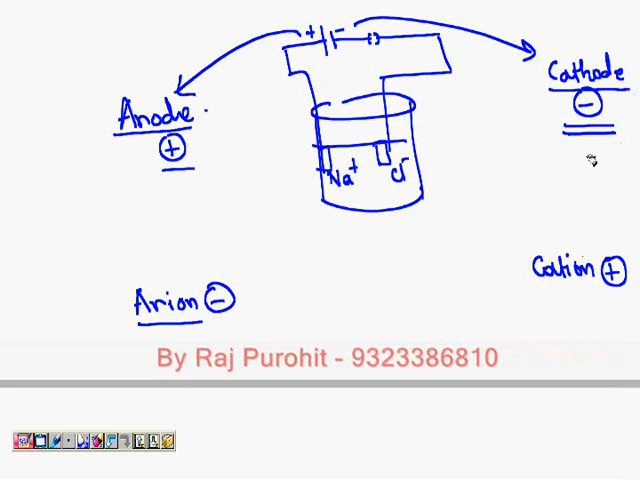 + -
Cathode
-
Anode
+
Na+ Cl-
Cation +
Anion -
By Raj Purohit - 9323386810